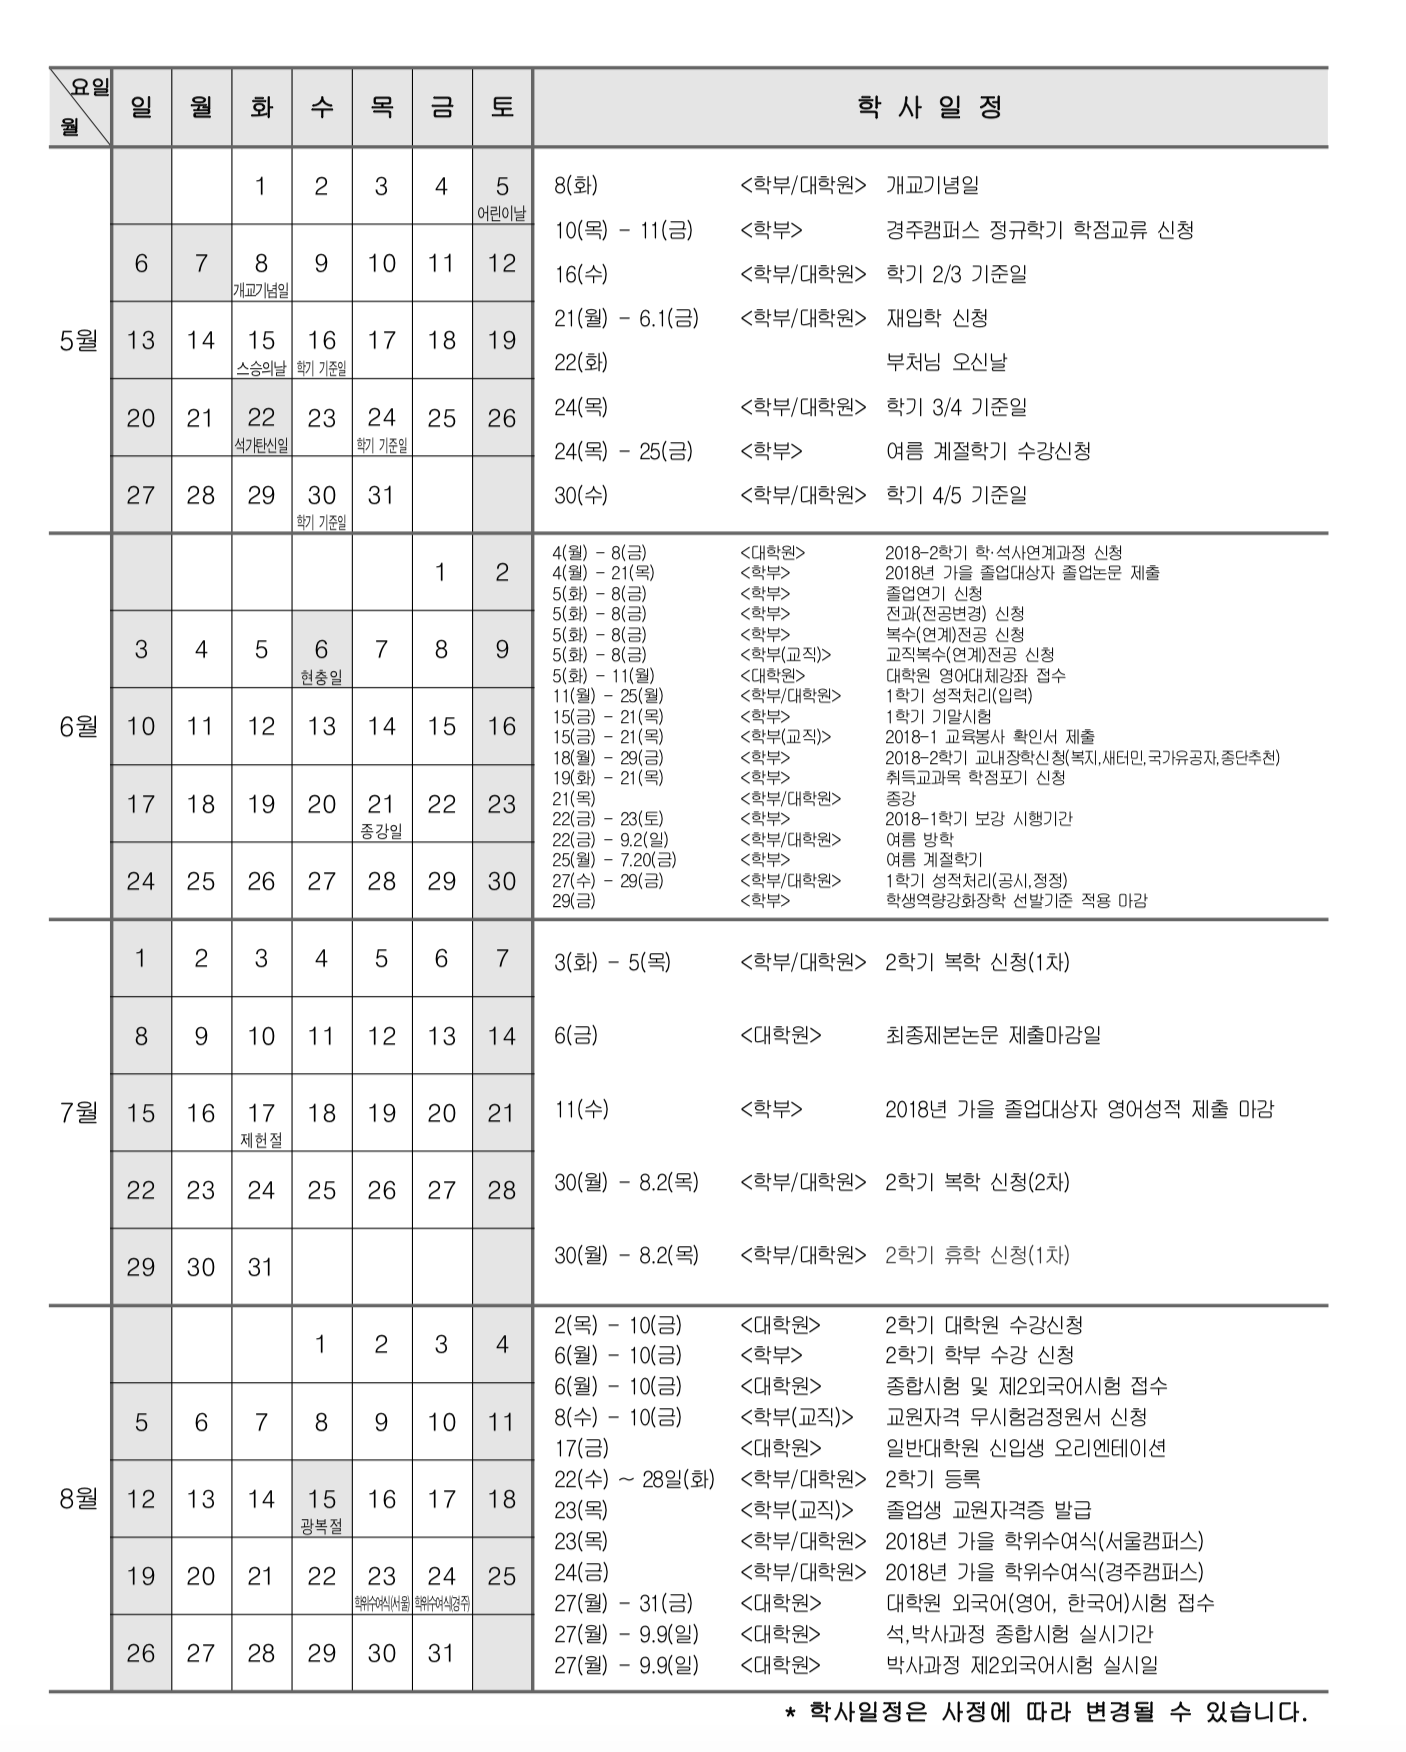 요일
월
일 월 화 수 목 금 토 학 사 일 정
5월
1 2 3 4 5
어린이날
6 7 8 9 10 11 12
개교기념일
13 14 15 16 17 18 19
스승의날 학기 기준일
20 21 22 23 24 25 26
석가탄신일 학기 기준일
27 28 29 30 31
학기 기준일
8(화) <학부/대학원> 개교기념일
10(목) - 11(금) <학부> 경주캠퍼스 정규학기 학점교류 신청
16(수) <학부/대학원> 학기 2/3 기준일
21(월) - 6.1(금) <학부/대학원> 재입학 신청
22(화) 부처님 오신날
24(목) <학부/대학원> 학기 3/4 기준일
24(목) - 25(금) <학부> 여름 계절학기 수강신청
30(수) <학부/대학원> 학기 4/5 기준일
6월
1 2
3 4 5 6 7 8 9
현충일
10 11 12 13 14 15 16
17 18 19 20 21 22 23
종강일
24 25 26 27 28 29 30
4(월) - 8(금) <대학원> 2018-2학기 학·석사연계과정 신청
4(월) - 21(목) <학부> 2018년 가을 졸업대상자 졸업논문 제출
5(화) - 8(금) <학부> 졸업연기 신청
5(화) - 8(금) <학부> 전과(전공변경) 신청
5(화) - 8(금) <학부> 복수(연계)전공 신청
5(화) - 8(금) <학부(교직)> 교직복수(연계)전공 신청
5(화) - 11(월) <대학원> 대학원 영어대체강좌 접수
11(월) - 25(월) <학부/대학원> 1학기 성적처리(입력)
15(금) - 21(목) <학부> 1학기 기말시험
15(금) - 21(목) <학부(교직)> 2018-1 교육봉사 확인서 제출
18(월) - 29(금) <학부> 2018-2학기 교내장학신청(복지,새터민,국가유공자,종단추천)
19(화) - 21(목) <학부> 취득교과목 학점포기 신청
21(목) <학부/대학원> 종강
22(금) - 23(토) <학부> 2018-1학기 보강 시행기간
22(금) - 9.2(일) <학부/대학원> 여름 방학
25(월) - 7.20(금) <학부> 여름 계절학기
27(수) - 29(금) <학부/대학원> 1학기 성적처리(공시,정정)
29(금) <학부> 학생역량강화장학 선발기준 적용 마감
7월
1 2 3 4 5 6 7
8 9 10 11 12 13 14
15 16 17 18 19 20 21
제헌절
22 23 24 25 26 27 28
29 30 31
3(화) - 5(목) <학부/대학원> 2학기 복학 신청(1차)
6(금) <대학원> 최종제본논문 제출마감일
11(수) <학부> 2018년 가을 졸업대상자 영어성적 제출 마감
30(월) - 8.2(목) <학부/대학원> 2학기 복학 신청(2차)
30(월) - 8.2(목) <학부/대학원> 2학기 휴학 신청(1차)
8월
1 2 3 4
5 6 7 8 9 10 11
12 13 14 15 16 17 18
광복절
19 20 21 22 23 24 25
학위수여식(서울) 학위수여식(경주)
26 27 28 29 30 31
2(목) - 10(금) <대학원> 2학기 대학원 수강신청
6(월) - 10(금) <학부> 2학기 학부 수강 신청
6(월) - 10(금) <대학원> 종합시험 및 제2외국어시험 접수
8(수) - 10(금) <학부(교직)> 교원자격 무시험검정원서 신청
17(금) <대학원> 일반대학원 신입생 오리엔테이션
22(수) ~ 28일(화) <학부/대학원> 2학기 등록
23(목) <학부(교직)> 졸업생 교원자격증 발급
23(목) <학부/대학원> 2018년 가을 학위수여식(서울캠퍼스)
24(금) <학부/대학원> 2018년 가을 학위수여식(경주캠퍼스)
27(월) - 31(금) <대학원> 대학원 외국어(영어, 한국어)시험 접수
27(월) - 9.9(일) <대학원> 석,박사과정 종합시험 실시기간
27(월) - 9.9(일) <대학원> 박사과정 제2외국어시험 실시일
* 학사일정은 사정에 따라 변경될 수 있습니다.